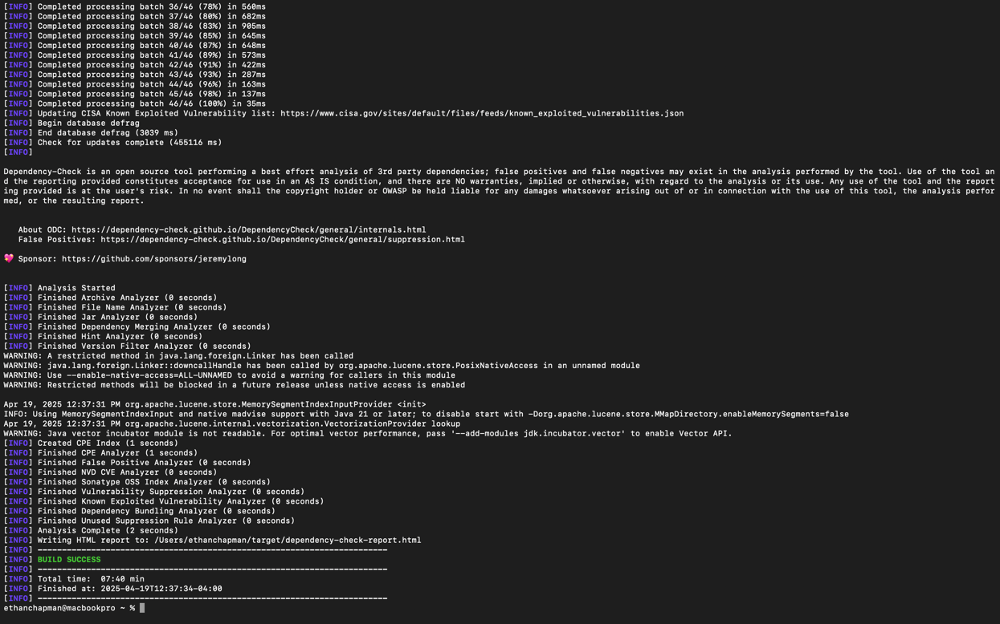 [INFO] Completed processing batch 36/46 (78%) in 560ms
[INFO] Completed processing batch 37/46 (80%) in 682ms
[INFO] Completed processing batch 38/46 (83%) in 905ms
[INFO] Completed processing batch 39/46 (85%) in 645ms
[INFO] Completed processing batch 40/46 (87%) in 648ms
[INFO] Completed processing batch 41/46 (89%) in 573ms
[INFO] Completed processing batch 42/46 (91%) in 422ms
[INFO] Completed processing batch 43/46 (93%) in 287ms
[INFO] Completed processing batch 44/46 (96%) in 163ms
[INFO] Completed processing batch 45/46 (98%) in 137ms
[INFO] Completed processing batch 46/46 (100%) in 35ms
[INFO] Updating CISA Known Exploited Vulnerability list: https://www.cisa.gov/sites/default/files/feeds/known_exploited_vulnerabilities.json
[INFO] Begin database defrag
[INFO] End database defrag (3039 ms)
[INFO] Check for updates complete (455116 ms)
[INFO]
Dependency-Check is an open source tool performing a best effort analysis of 3rd party dependencies; false positives and false negatives may exist in the analysis performed by the tool. Use of the tool an
d the reporting provided constitutes acceptance for use in an AS IS condition, and there are NO warranties, implied or otherwise, with regard to the analysis or its use. Any use of the tool and the report
ing provided is at the user's risk. In no event shall the copyright holder or OWASP be held liable for any damages whatsoever arising out of or in connection with the use of this tool, the analysis perfor
med, or the resulting report.
About ODC: https://dependency-check.github.io/DependencyCheck/general/internals.html
False Positives: https://dependency-check.github.io/DependencyCheck/general/suppression.html
💖 Sponsor: https://github.com/sponsors/jeremylong
[INFO] Analysis Started
[INFO] Finished Archive Analyzer (0 seconds)
[INFO] Finished File Name Analyzer (0 seconds)
[INFO] Finished Jar Analyzer (0 seconds)
[INFO] Finished Dependency Merging Analyzer (0 seconds)
[INFO] Finished Hint Analyzer (0 seconds)
[INFO] Finished Version Filter Analyzer (0 seconds)
WARNING: A restricted method in java.lang.foreign.Linker has been called
WARNING: java.lang.foreign.Linker::downcallHandle has been called by org.apache.lucene.store.PosixNativeAccess in an unnamed module
WARNING: Use --enable-native-access=ALL-UNNAMED to avoid a warning for callers in this module
WARNING: Restricted methods will be blocked in a future release unless native access is enabled
Apr 19, 2025 12:37:31 PM org.apache.lucene.store.MemorySegmentIndexInputProvider <init>
INFO: Using MemorySegmentIndexInput and native madvise support with Java 21 or later; to disable start with -Dorg.apache.lucene.store.MMapDirectory.enableMemorySegments=false
Apr 19, 2025 12:37:31 PM org.apache.lucene.internal.vectorization.VectorizationProvider lookup
WARNING: Java vector incubator module is not readable. For optimal vector performance, pass '--add-modules jdk.incubator.vector' to enable Vector API.
[INFO] Created CPE Index (1 seconds)
[INFO] Finished CPE Analyzer (1 seconds)
[INFO] Finished False Positive Analyzer (0 seconds)
[INFO] Finished NVD CVE Analyzer (0 seconds)
[INFO] Finished Sonatype OSS Index Analyzer (0 seconds)
[INFO] Finished Vulnerability Suppression Analyzer (0 seconds)
[INFO] Finished Known Exploited Vulnerability Analyzer (0 seconds)
[INFO] Finished Dependency Bundling Analyzer (0 seconds)
[INFO] Finished Unused Suppression Rule Analyzer (0 seconds)
[INFO] Analysis Complete (2 seconds)
[INFO] Writing HTML report to: /Users/ethanchapman/target/dependency-check-report.html
[INFO] ------------------------------------------------------------------------
[INFO] BUILD SUCCESS
[INFO] ------------------------------------------------------------------------
[INFO] Total time:  07:40 min
[INFO] Finished at: 2025-04-19T12:37:34-04:00
[INFO] ------------------------------------------------------------------------
ethanchapman@macbookpro ~ %